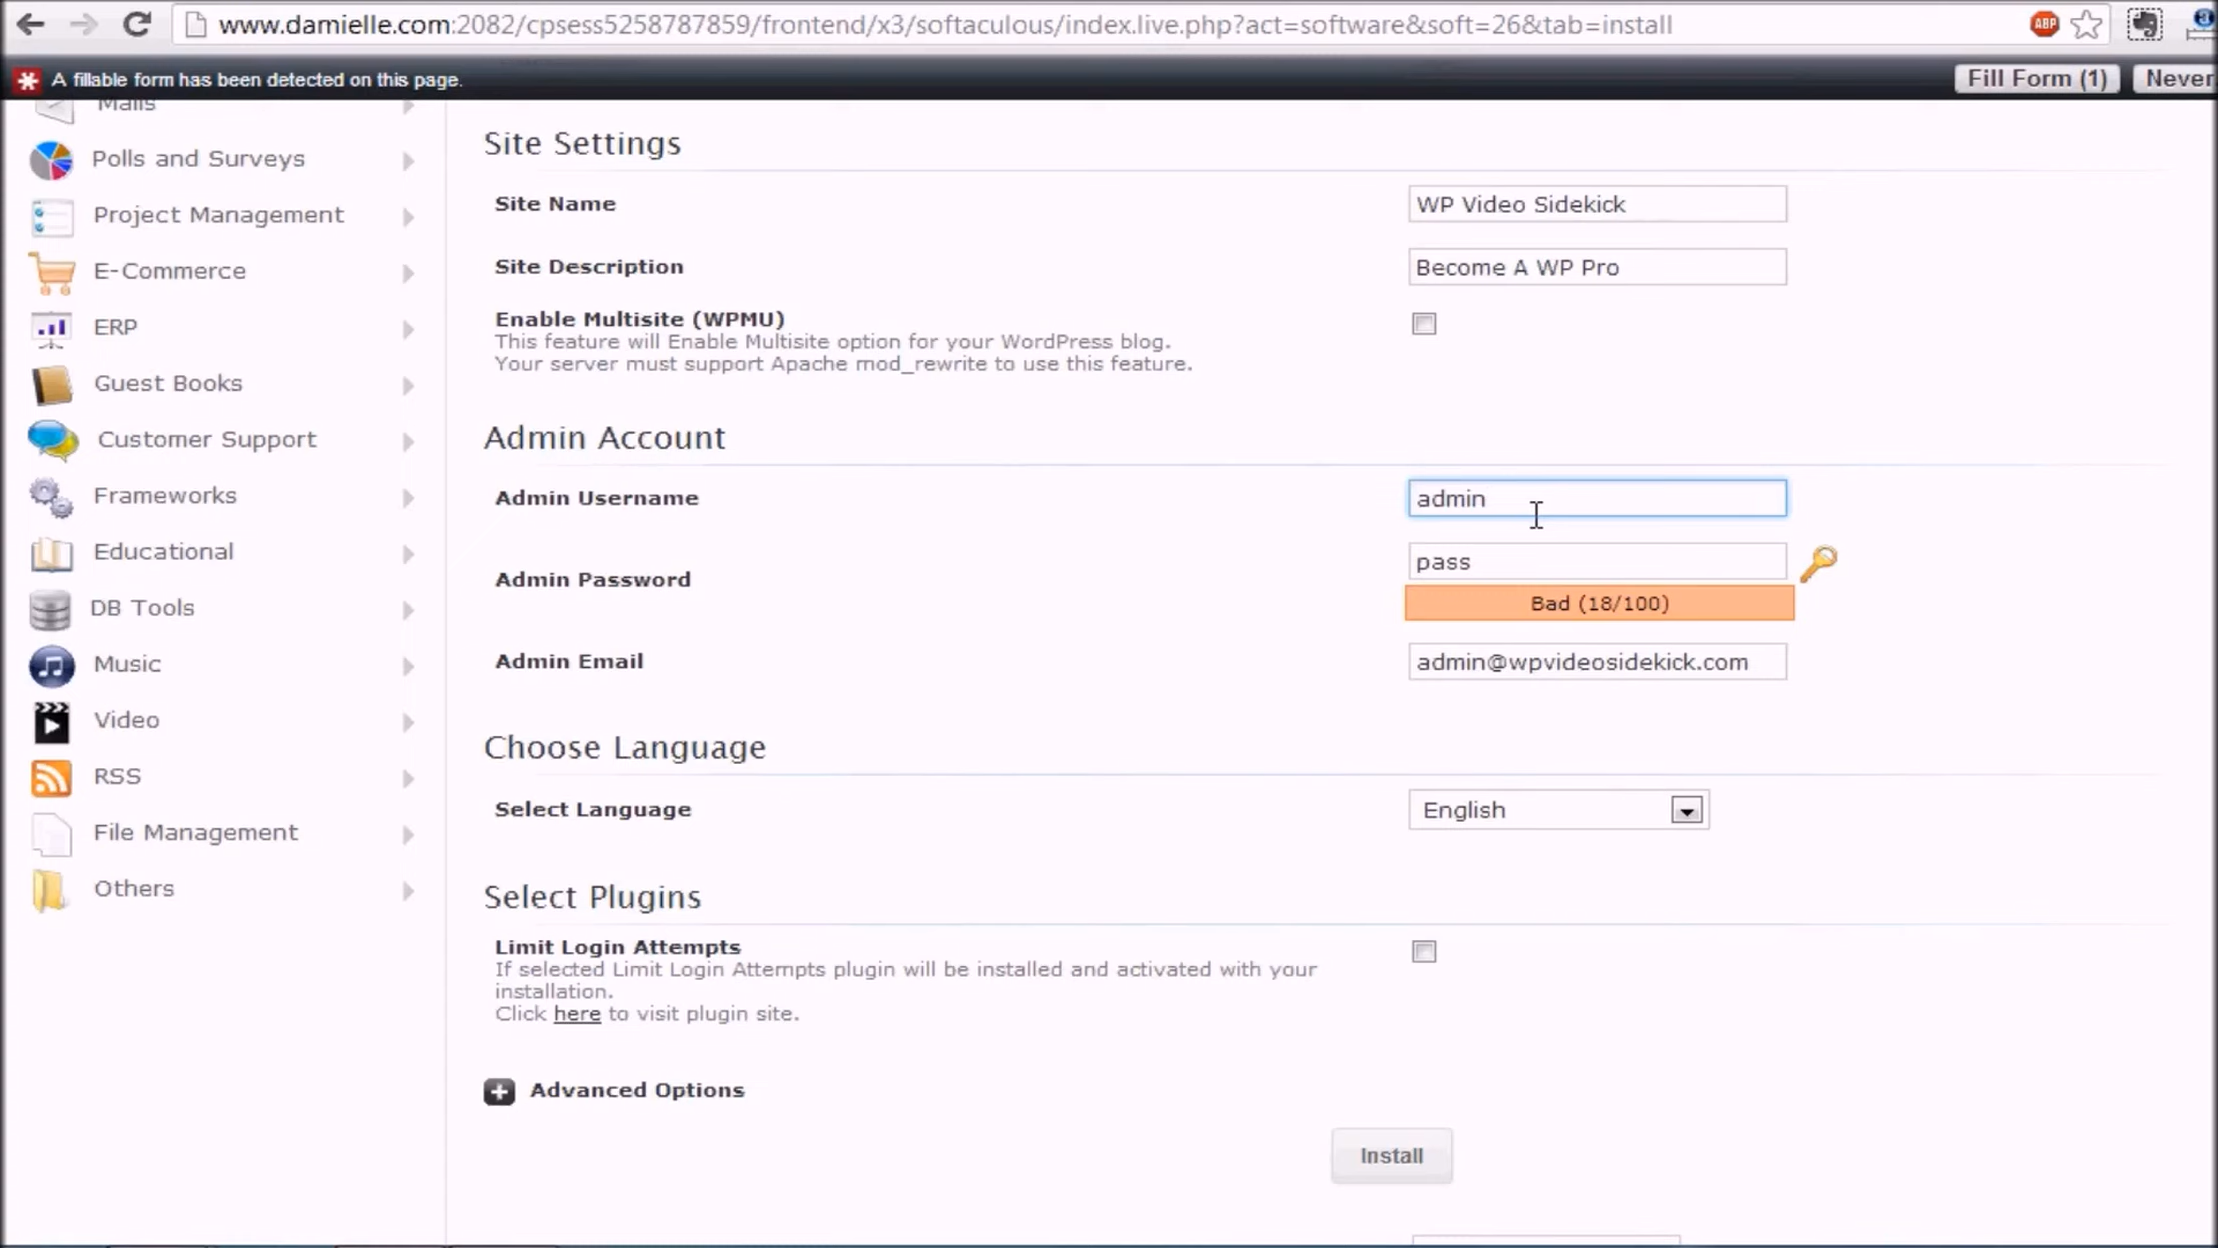 www.damielle.com:2082/cpsess5258787859/frontend/x3/softaculous/index.live.php?act=software&soft=26&tab=install
ABP
A fillable form has been detected on this page.
Fill Form (1)
Never
Mails
Polls and Surveys
Project Management
E-Commerce
ERP
Guest Books
Customer Support
Frameworks
Educational
DB Tools
Music
Video
RSS
File Management
Others
Site Settings
Site Name
WP Video Sidekick
Site Description
Become A WP Pro
Enable Multisite (WPMU)
This feature will Enable Multisite option for your WordPress blog.
Your server must support Apache mod_rewrite to use this feature.
Admin Account
Admin Username
admin
Admin Password
pass
Bad (18/100)
Admin Email
admin@wpvideosidekick.com
Choose Language
Select Language
English
Select Plugins
Limit Login Attempts
If selected Limit Login Attempts plugin will be installed and activated with your
installation.
Click here to visit plugin site.
Advanced Options
Install